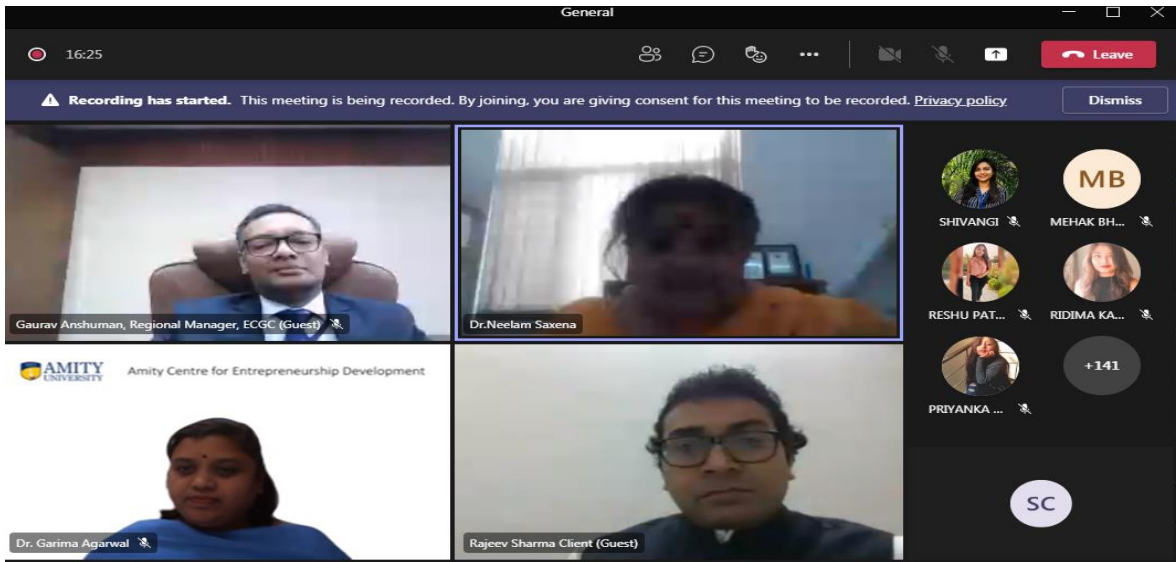 General
16:25
Leave
Recording has started. This meeting is being recorded. By joining, you are giving consent for this meeting to be recorded. Privacy policy
Dismiss
Gaurav Anshuman, Regional Manager, ECGC (Guest)
Dr.Neelam Saxena
SHIVANGI
MB
MEHAK BH...
RESHU PAT...
RIDIMA KA...
PRIYANKA ...
+141
AMITY
UNIVERSITY
Amity Centre for Entrepreneurship Development
Dr. Garima Agarwal
Rajeev Sharma Client (Guest)
SC